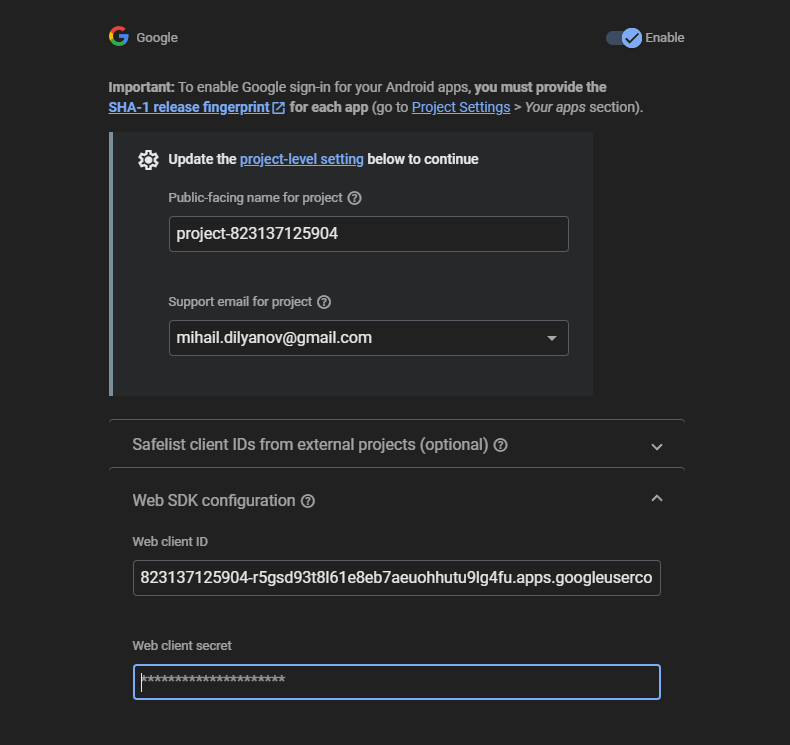 Google
Enable
Important: To enable Google sign-in for your Android apps, you must provide the
SHA-1 release fingerprint for each app (go to Project Settings > Your apps section).
Update the project-level setting below to continue
Public-facing name for project
project-823137125904
Support email for project
mihail.dilyanov@gmail.com
Safelist client IDs from external projects (optional)
Web SDK configuration
Web client ID
823137125904-r5gsd93t8l61e8eb7aeuohhutu9lg4fu.apps.googleuserco
Web client secret
*********************